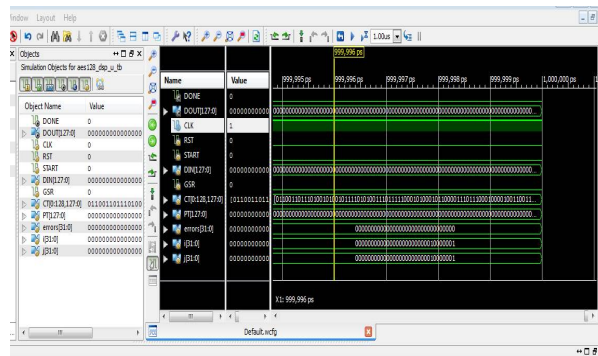 indow Layout Help
1.00us
Objects
Simulation Objects for aes128_dsp_u_tb
Object Name Value
DONE 0
DOUT[127:0] 00000000000000
CLK 0
RST 0
START 0
DIN[127:0] 00000000000000
GSR 0
CT[0:128,127:0] 01100110111010
PT[127:0] 00000000000000
errors[31:0] 00000000000000
i[31:0] 00000000000000
j[31:0] 00000000000000
999,996 ps
Name Value 999,995 ps 999,996 ps 999,997 ps 999,998 ps 999,999 ps 1,000,000 ps
DONE 0
DOUT[127:0] 0000000000
CLK 1
RST 0
START 0
DIN[127:0] 0000000000
GSR 0
CT[0:128,127:0]
PT[127:0] 0000000000
errors[31:0] 0000000000
i[31:0] 0000000000
j[31:0] 0000000000
X1: 999,996 ps
Default.wcfg